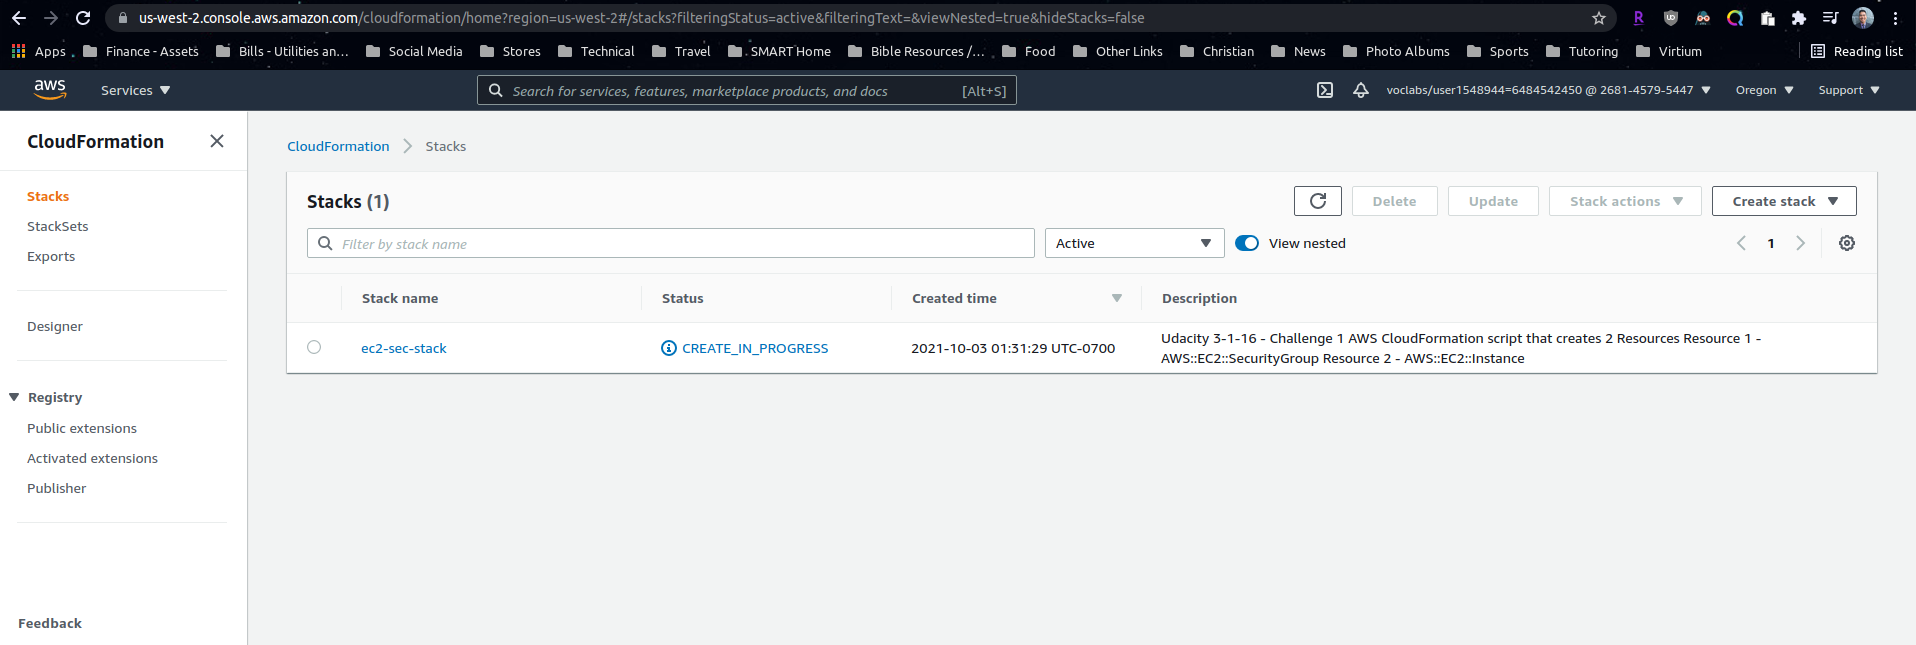 us-west-2.console.aws.amazon.com/cloudformation/home?region=us-west-2#/stacks?filteringStatus=active&filteringText=&viewNested=true&hideStacks=false
Apps Finance - Assets Bills - Utilities an... Social Media Stores Technical Travel SMART Home Bible Resources /... Food Other Links Christian News Photo Albums Sports Tutoring Virtium Reading list
aws Services Search for services, features, marketplace products, and docs [Alt+S] voclabs/user1548944=6484542450 @ 2681-4579-5447 Oregon Support
CloudFormation
Stacks
StackSets
Exports
Designer
Registry
Public extensions
Activated extensions
Publisher
Feedback
CloudFormation Stacks
Stacks (1) Delete Update Stack actions Create stack
Filter by stack name Active View nested 1
Stack name Status Created time Description
ec2-sec-stack CREATE_IN_PROGRESS 2021-10-03 01:31:29 UTC-0700 Udacity 3-1-16 - Challenge 1 AWS CloudFormation script that creates 2 Resources Resource 1 -
AWS::EC2::SecurityGroup Resource 2 - AWS::EC2::Instance